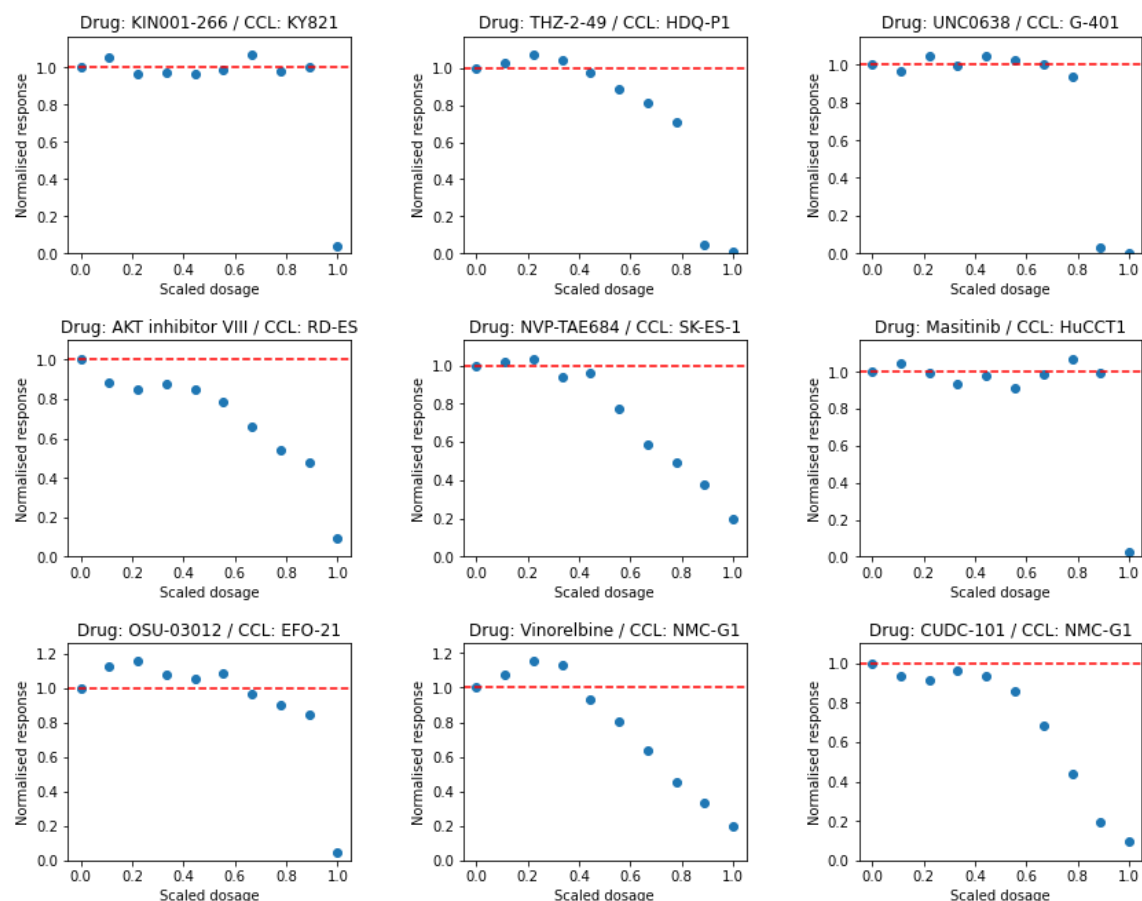 Drug: KIN001-266 / CCL: KY821
Drug: THZ-2-49 / CCL: HDQ-P1
Drug: UNC0638 / CCL: G-401
Normalised response
1.0
0.8
0.6
0.4
0.2
0.0
0.0 0.2 0.4 0.6 0.8 1.0
Scaled dosage
Normalised response
1.0
0.8
0.6
0.4
0.2
0.0
0.0 0.2 0.4 0.6 0.8 1.0
Scaled dosage
Normalised response
1.0
0.8
0.6
0.4
0.2
0.0
0.0 0.2 0.4 0.6 0.8 1.0
Scaled dosage
Drug: AKT inhibitor VIII / CCL: RD-ES
Drug: NVP-TAE684 / CCL: SK-ES-1
Drug: Masitinib / CCL: HuCCT1
Normalised response
1.0
0.8
0.6
0.4
0.2
0.0
0.0 0.2 0.4 0.6 0.8 1.0
Scaled dosage
Normalised response
1.0
0.8
0.6
0.4
0.2
0.0
0.0 0.2 0.4 0.6 0.8 1.0
Scaled dosage
Normalised response
1.0
0.8
0.6
0.4
0.2
0.0
0.0 0.2 0.4 0.6 0.8 1.0
Scaled dosage
Drug: OSU-03012 / CCL: EFO-21
Drug: Vinorelbine / CCL: NMC-G1
Drug: CUDC-101 / CCL: NMC-G1
Normalised response
1.2
1.0
0.8
0.6
0.4
0.2
0.0
0.0 0.2 0.4 0.6 0.8 1.0
Scaled dosage
Normalised response
1.2
1.0
0.8
0.6
0.4
0.2
0.0
0.0 0.2 0.4 0.6 0.8 1.0
Scaled dosage
Normalised response
1.0
0.8
0.6
0.4
0.2
0.0
0.0 0.2 0.4 0.6 0.8 1.0
Scaled dosage